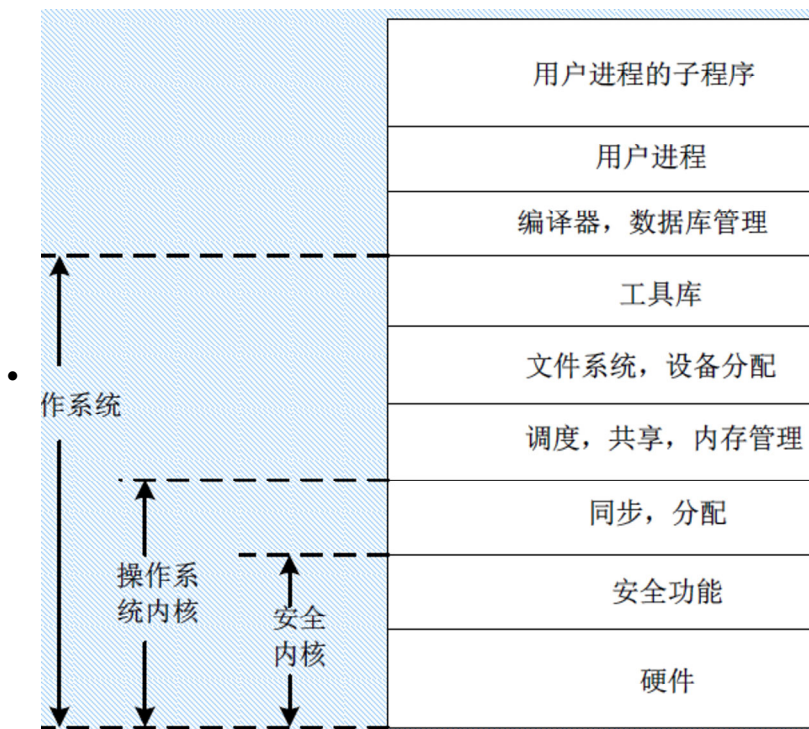 用户进程的子程序
用户进程
编译器，数据库管理
工具库
文件系统，设备分配
作系统
调度，共享，内存管理
同步，分配
操作系
统内核
安全功能
安全
内核
硬件